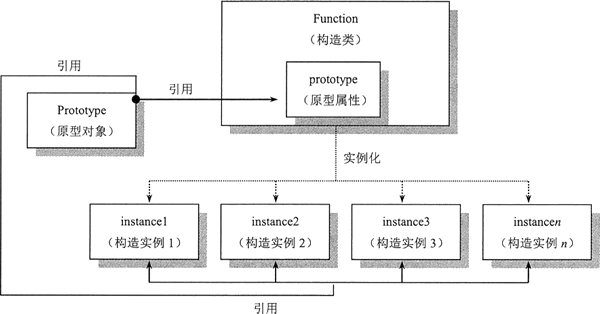 Function
（构造类）
引用
引用
prototype
（原型属性）
Prototype
（原型对象）
实例化
instance1
（构造实例 1）
instance2
（构造实例 2）
instance3
（构造实例 3）
instancen
（构造实例 n）
引用